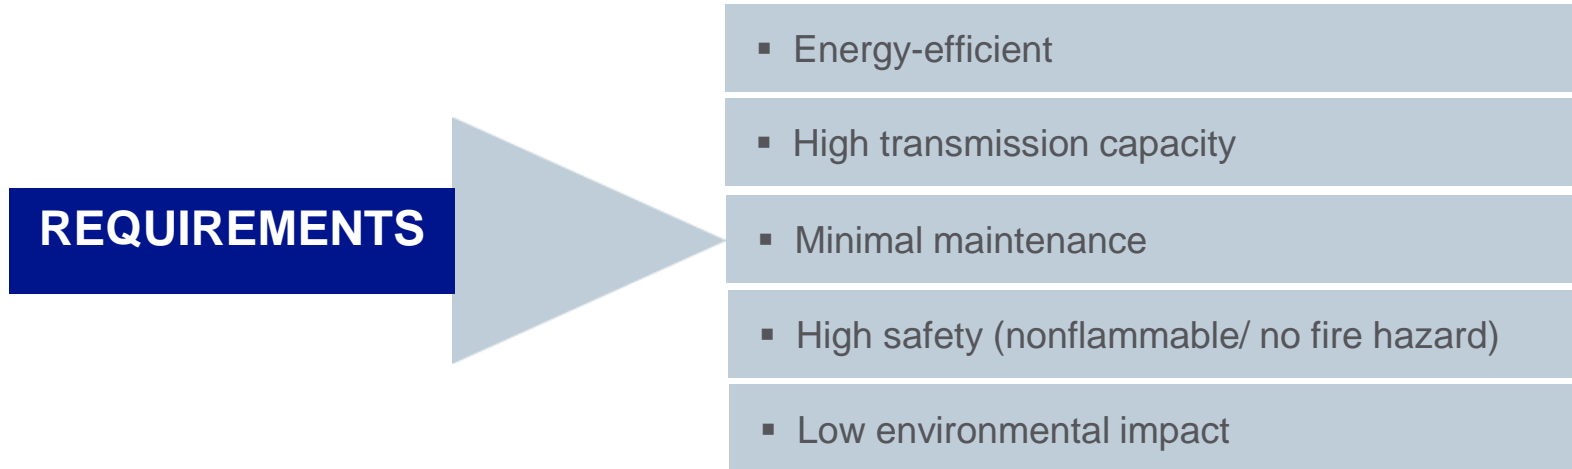 REQUIREMENTS
▪ Energy-efficient
▪ High transmission capacity
▪ Minimal maintenance
▪ High safety (nonflammable/ no fire hazard)
▪ Low environmental impact